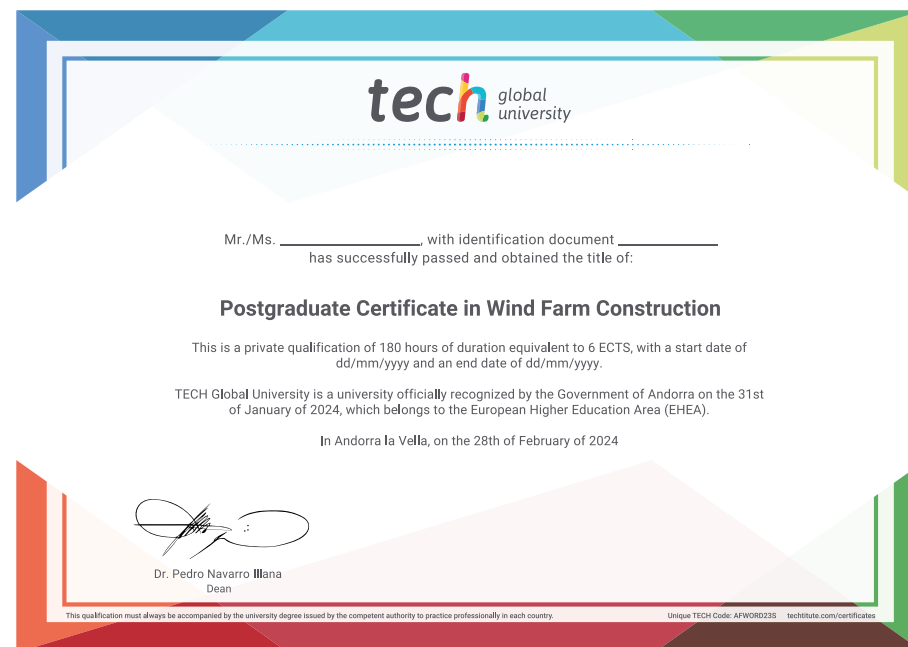 tech global university
Mr./Ms. ____________, with identification document ____________
has successfully passed and obtained the title of:
Postgraduate Certificate in Wind Farm Construction
This is a private qualification of 180 hours of duration equivalent to 6 ECTS, with a start date of
dd/mm/yyyy and an end date of dd/mm/yyyy.
TECH Global University is a university officially recognized by the Government of Andorra on the 31st
of January of 2024, which belongs to the European Higher Education Area (EHEA).
In Andorra la Vella, on the 28th of February of 2024
Dr. Pedro Navarro Illana
Dean
This qualification must always be accompanied by the university degree issued by the competent authority to practice professionally in each country.
Unique TECH Code: AFWORD23S techtitute.com/certificates